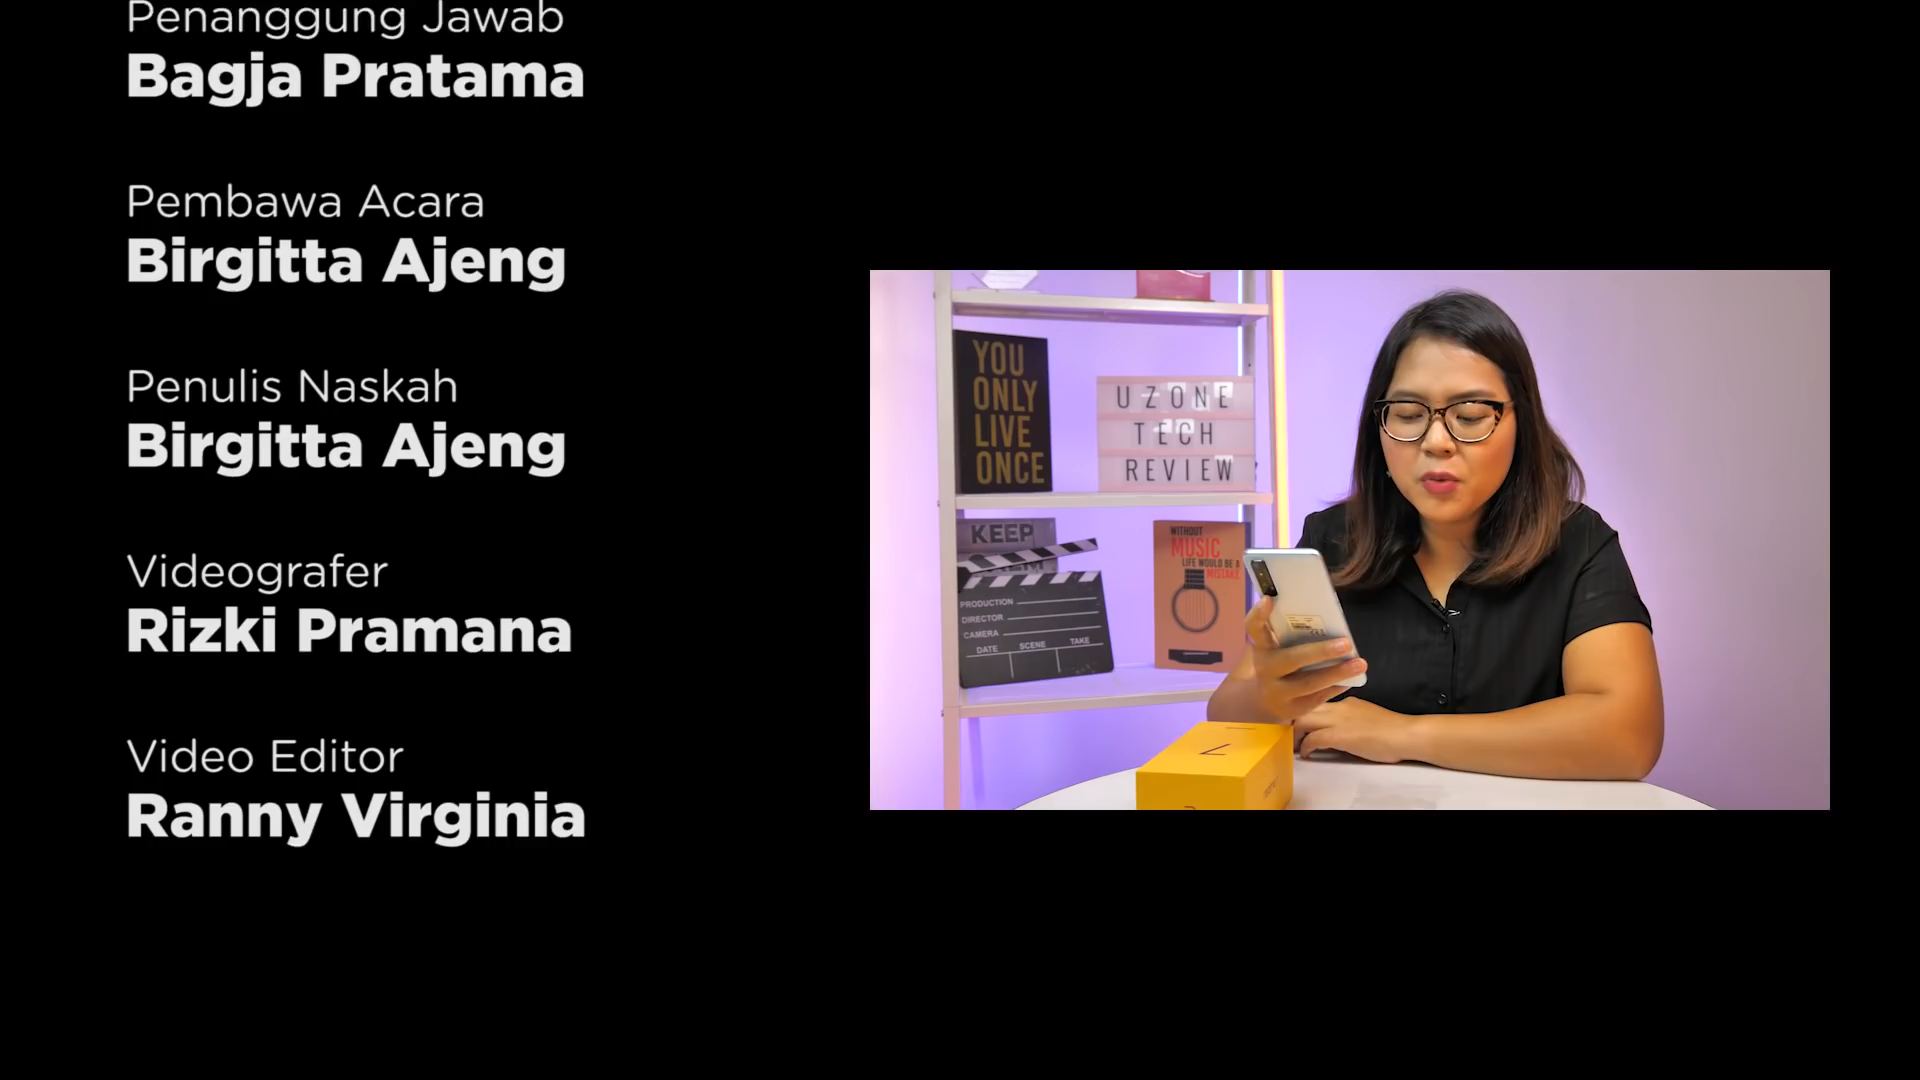 Penanggung Jawab
Bagja Pratama
Pembawa Acara
Birgitta Ajeng
Penulis Naskah
Birgitta Ajeng
Videografer
Rizki Pramana
Video Editor
Ranny Virginia
YOU
ONLY
LIVE
ONCE
UZONE
TECH
REVIEW
KEEP
PRODUCTION
DIRECTOR
CAMERA
DATE SCENE TAKE
WITHOUT
MUSIC
LIFE WOULD BE A
MISTAKE
7